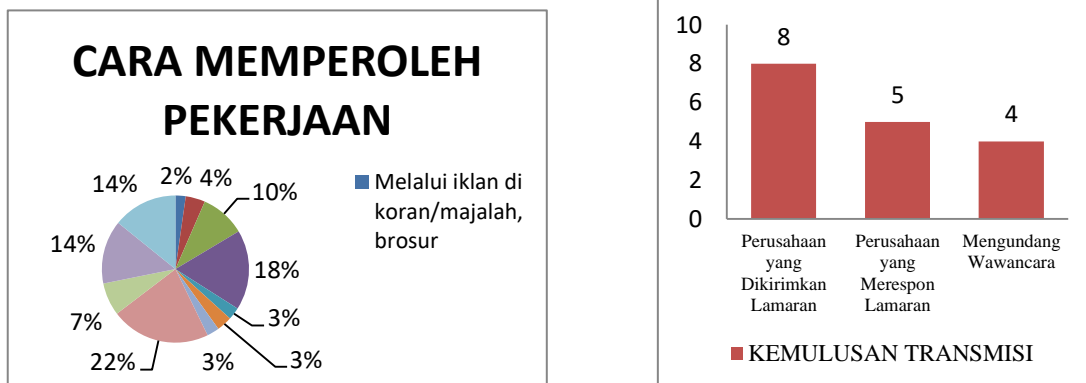 CARA MEMPEROLEH
PEKERJAAN
14%
2%
4%
10%
14%
18%
7%
3%
22%
3%
3%
Melalui iklan di
koran/majalah,
brosur
10
8
6
4
2
0
8
5
4
Perusahaan
yang
Dikirimkan
Lamaran
Perusahaan
yang
Merespon
Lamaran
Mengundang
Wawancara
KEMULUSAN TRANSMISI